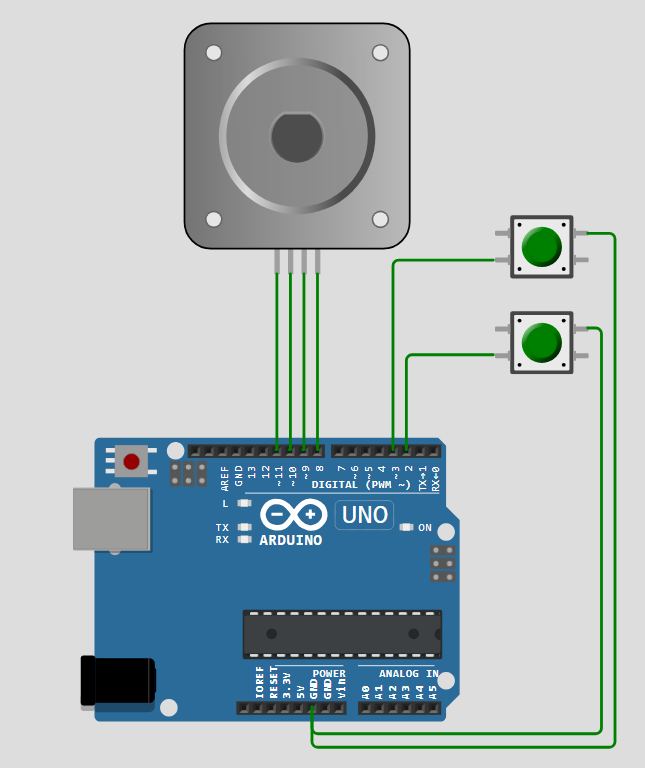 AREF
GND
13
12
~11
~10
~9
8
7
~6
~5
4
~3
2
TX→1
RX←0
DIGITAL (PWM ~)
L
TX
RX
UNO
ON
ARDUINO
POWER
ANALOG IN
IOREF
RESET
3.3V
5V
GND
GND
Vin
A0
A1
A2
A3
A4
A5